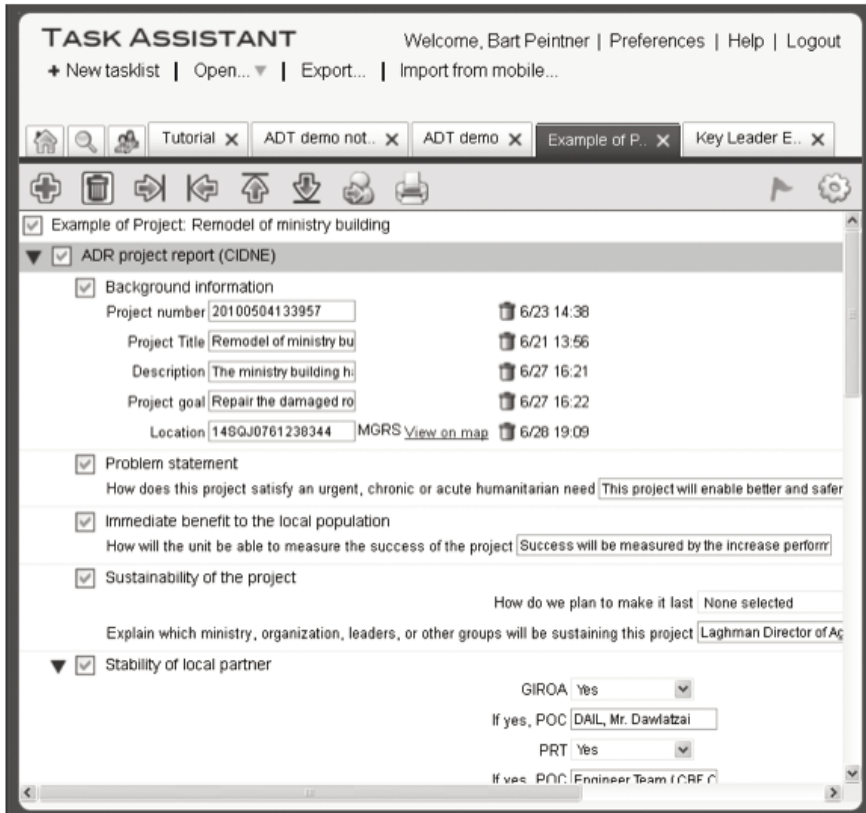 TASK ASSISTANT
Welcome, Bart Peintner | Preferences | Help | Logout
+ New tasklist | Open... | Export... | Import from mobile...
Tutorial X ADT demo not.. X ADT demo X Example of P.. X Key Leader E.. X
Example of Project: Remodel of ministry building
ADR project report (CIDNE)
Background information
Project number 20100504133957 6/23 14:38
Project Title Remodel of ministry bu 6/21 13:56
Description The ministry building ha 6/27 16:21
Project goal Repair the damaged ro 6/27 16:22
Location 14SQJ0761238344 MGRS View on map 6/28 19:09
Problem statement
How does this project satisfy an urgent, chronic or acute humanitarian need This project will enable better and safer
Immediate benefit to the local population
How will the unit be able to measure the success of the project Success will be measured by the increase perform
Sustainability of the project
How do we plan to make it last None selected
Explain which ministry, organization, leaders, or other groups will be sustaining this project Laghman Director of Ag
Stability of local partner
GIROA Yes
If yes, POC DAIL, Mr. Dawlatzai
PRT Yes
If yes, POC Engineer Team (CBF C